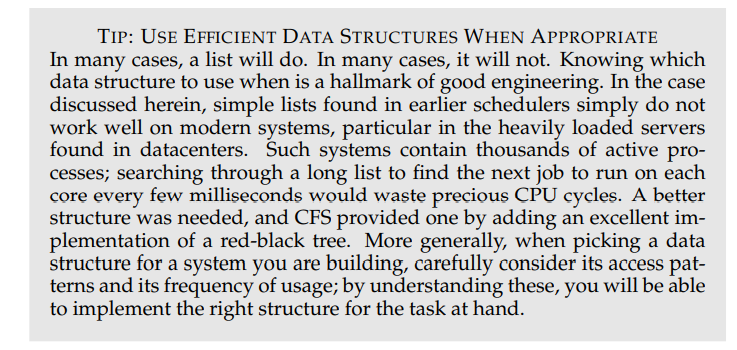 TIP: USE EFFICIENT DATA STRUCTURES WHEN APPROPRIATE
In many cases, a list will do. In many cases, it will not. Knowing which
data structure to use when is a hallmark of good engineering. In the case
discussed herein, simple lists found in earlier schedulers simply do not
work well on modern systems, particular in the heavily loaded servers
found in datacenters. Such systems contain thousands of active pro-
cesses; searching through a long list to find the next job to run on each
core every few milliseconds would waste precious CPU cycles. A better
structure was needed, and CFS provided one by adding an excellent im-
plementation of a red-black tree. More generally, when picking a data
structure for a system you are building, carefully consider its access pat-
terns and its frequency of usage; by understanding these, you will be able
to implement the right structure for the task at hand.